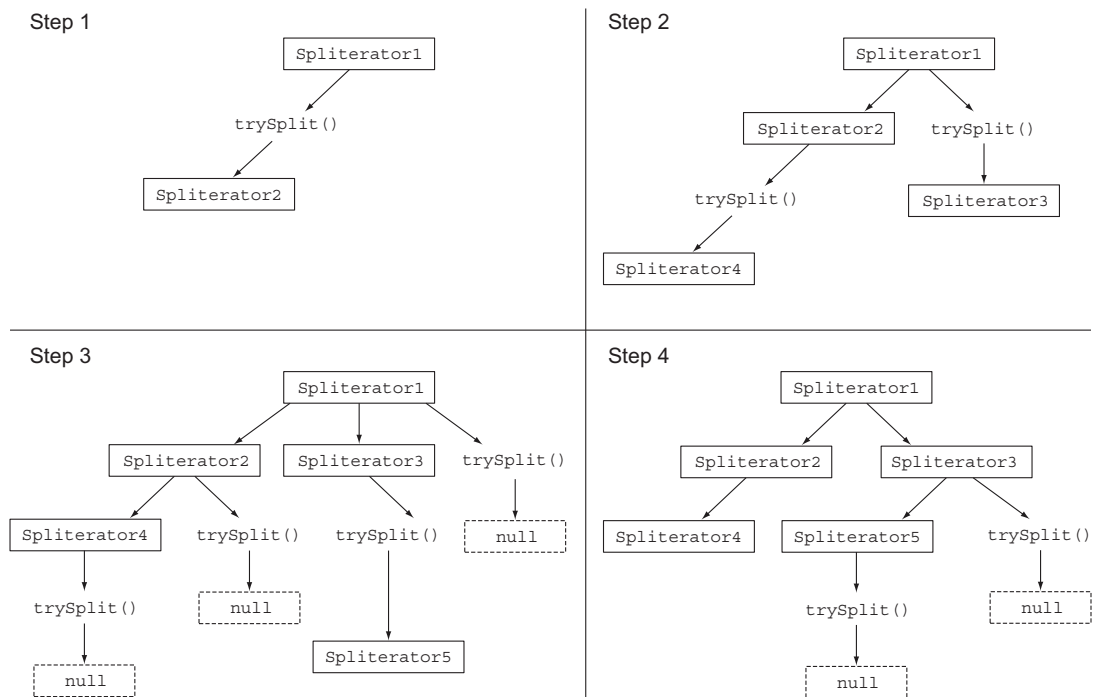 Step 1
Spliterator1
trySplit()
Spliterator2
Step 2
Spliterator1
Spliterator2
trySplit()
trySplit()
Spliterator3
Spliterator4
Step 3
Spliterator1
Spliterator2
Spliterator3
trySplit()
Spliterator4
trySplit()
trySplit()
null
trySplit()
null
Spliterator5
null
Step 4
Spliterator1
Spliterator2
Spliterator3
Spliterator4
Spliterator5
trySplit()
trySplit()
null
null